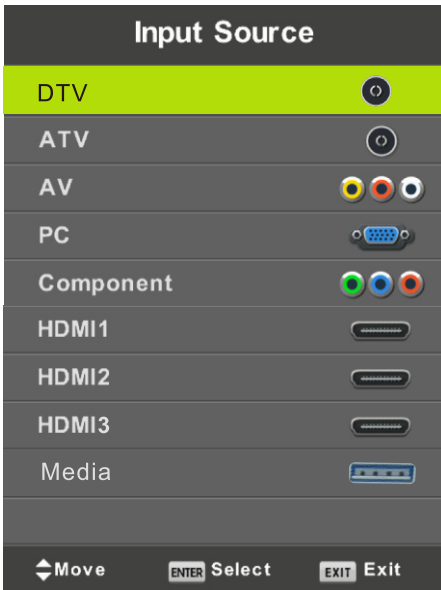 Input Source
DTV
ATV
AV
PC
Component
HDMI1
HDMI2
HDMI3
Media
Move ENTER Select EXIT Exit